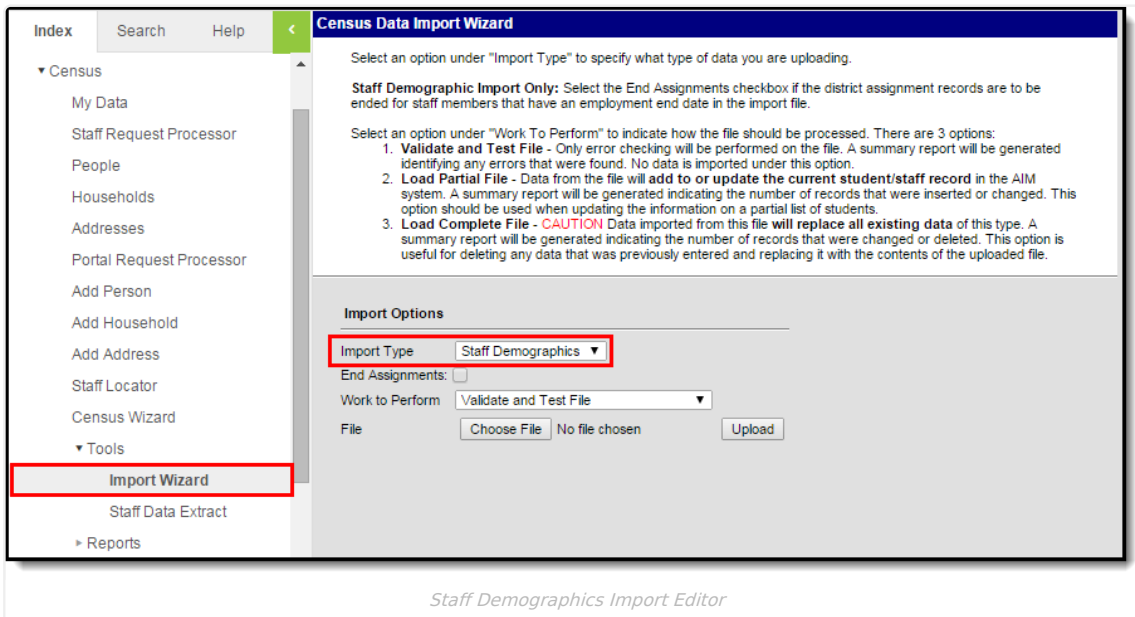 Index Search Help <
▾ Census
My Data
Staff Request Processor
People
Households
Addresses
Portal Request Processor
Add Person
Add Household
Add Address
Staff Locator
Census Wizard
▾ Tools
Import Wizard
Staff Data Extract
▸ Reports
Census Data Import Wizard
Select an option under "Import Type" to specify what type of data you are uploading.
Staff Demographic Import Only: Select the End Assignments checkbox if the district assignment records are to be
ended for staff members that have an employment end date in the import file.
Select an option under "Work To Perform" to indicate how the file should be processed. There are 3 options:
1. Validate and Test File - Only error checking will be performed on the file. A summary report will be generated
identifying any errors that were found. No data is imported under this option.
2. Load Partial File - Data from the file will add to or update the current student/staff record in the AIM
system. A summary report will be generated indicating the number of records that were inserted or changed. This
option should be used when updating the information on a partial list of students.
3. Load Complete File - CAUTION Data imported from this file will replace all existing data of this type. A
summary report will be generated indicating the number of records that were changed or deleted. This option is
useful for deleting any data that was previously entered and replacing it with the contents of the uploaded file.
Import Options
Import Type Staff Demographics ▼
End Assignments:
Work to Perform Validate and Test File ▼
File Choose File No file chosen Upload
Staff Demographics Import Editor